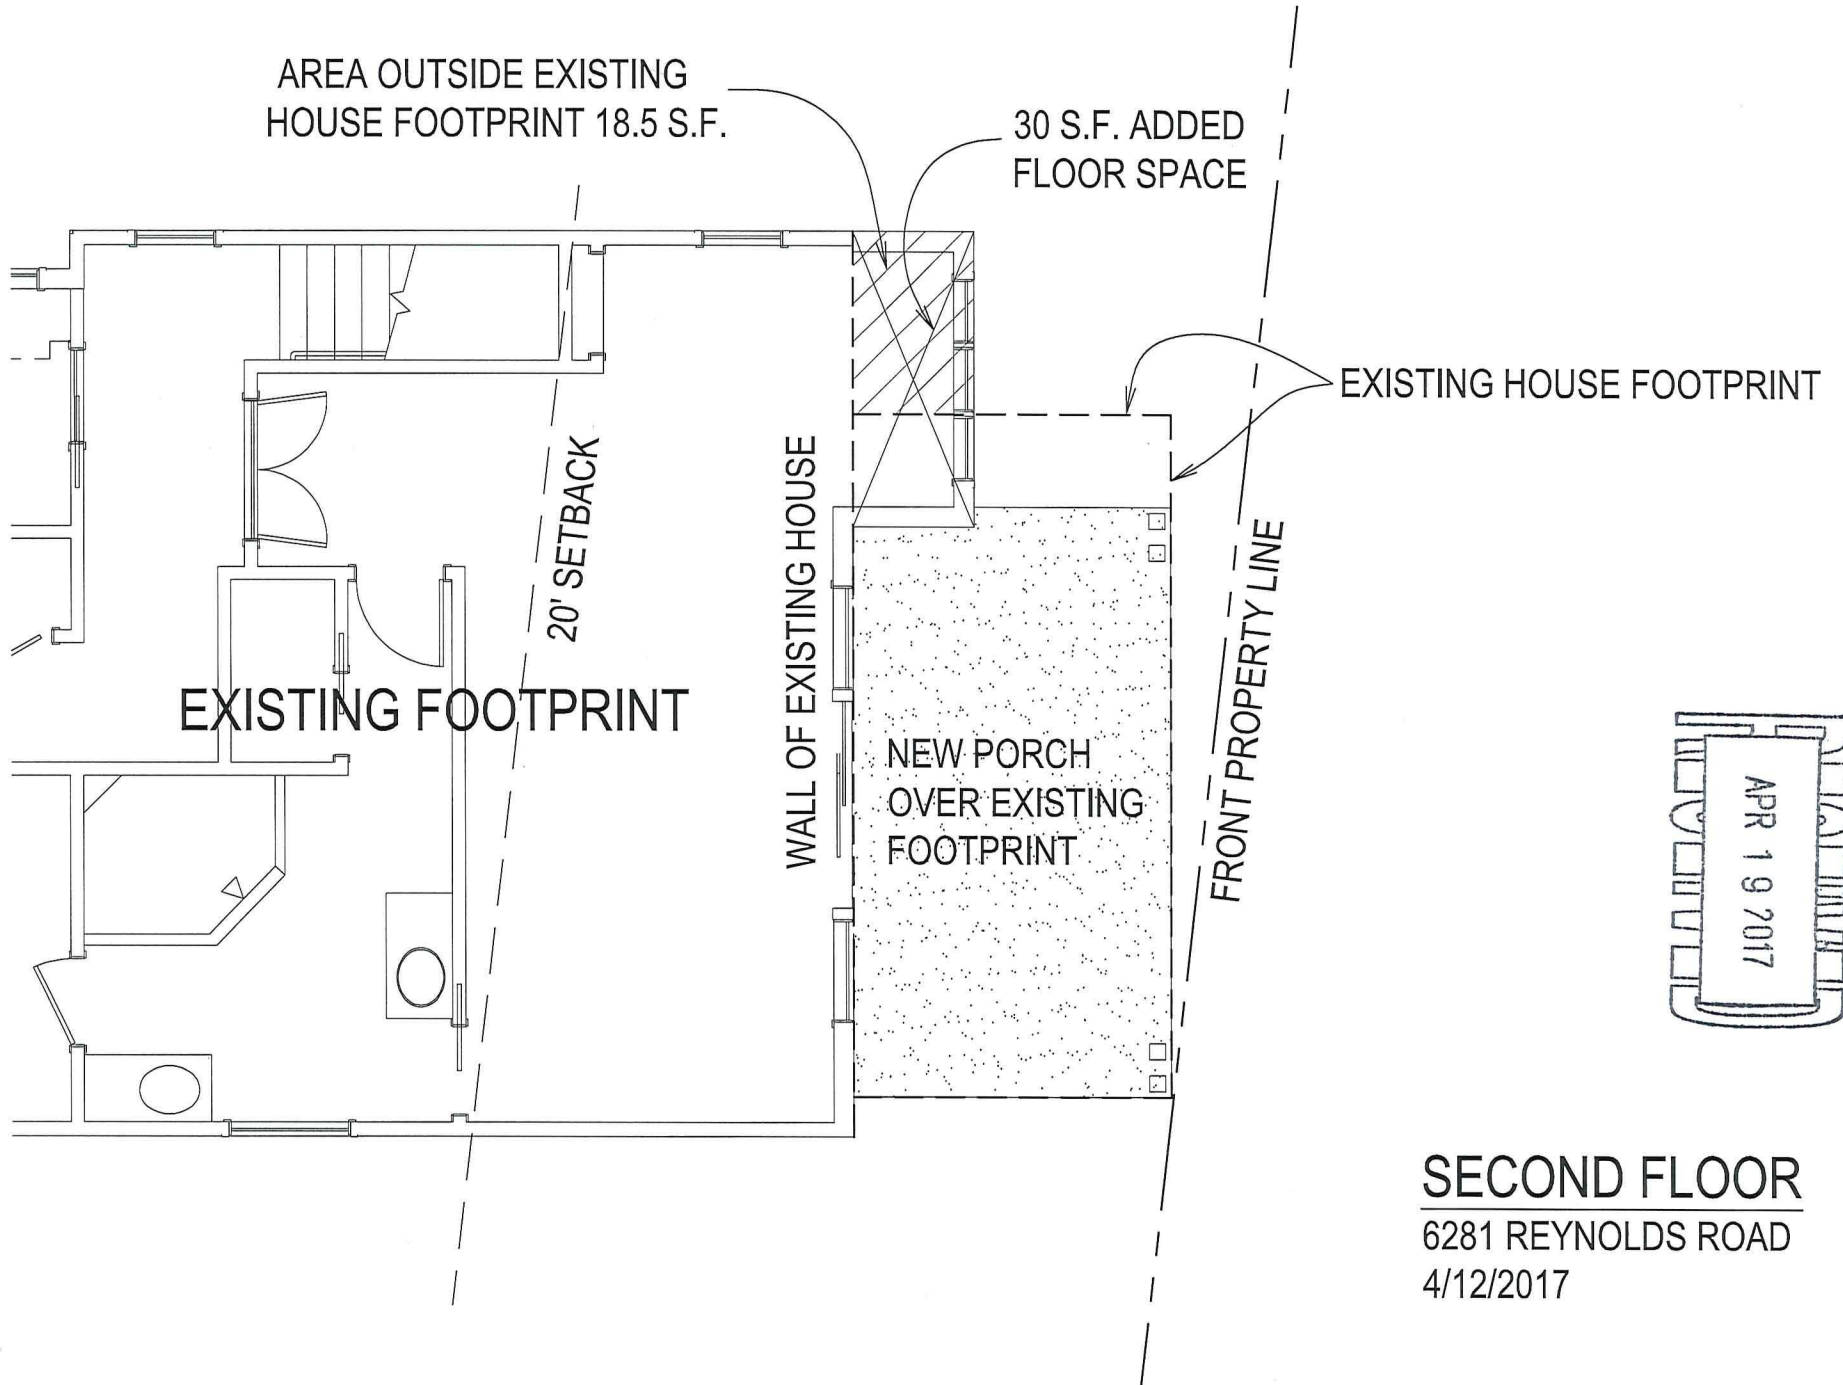 AREA OUTSIDE EXISTING
HOUSE FOOTPRINT 18.5 S.F.
30 S.F. ADDED
FLOOR SPACE
EXISTING HOUSE FOOTPRINT
20' SETBACK
WALL OF EXISTING HOUSE
EXISTING FOOTPRINT
NEW PORCH
OVER EXISTING
FOOTPRINT
FRONT PROPERTY LINE
APR 19 2017
SECOND FLOOR
6281 REYNOLDS ROAD
4/12/2017